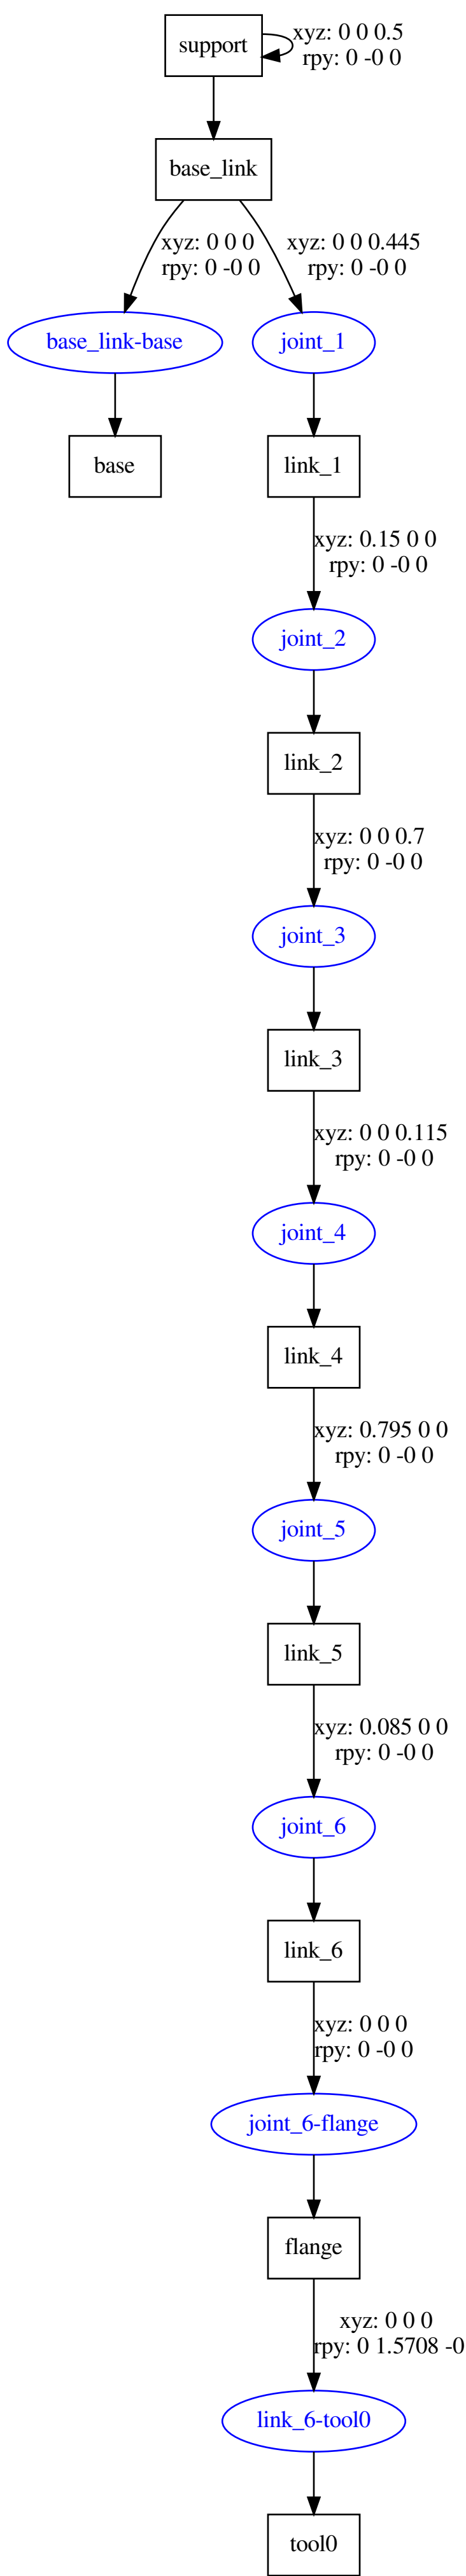 support
xyz: 0 0 0.5
rpy: 0 -0 0
base_link
xyz: 0 0 0
rpy: 0 -0 0
xyz: 0 0 0.445
rpy: 0 -0 0
base_link-base
joint_1
base
link_1
xyz: 0.15 0 0
rpy: 0 -0 0
joint_2
link_2
xyz: 0 0 0.7
rpy: 0 -0 0
joint_3
link_3
xyz: 0 0 0.115
rpy: 0 -0 0
joint_4
link_4
xyz: 0.795 0 0
rpy: 0 -0 0
joint_5
link_5
xyz: 0.085 0 0
rpy: 0 -0 0
joint_6
link_6
xyz: 0 0 0
rpy: 0 -0 0
joint_6-flange
flange
xyz: 0 0 0
rpy: 0 1.5708 -0
link_6-tool0
tool0